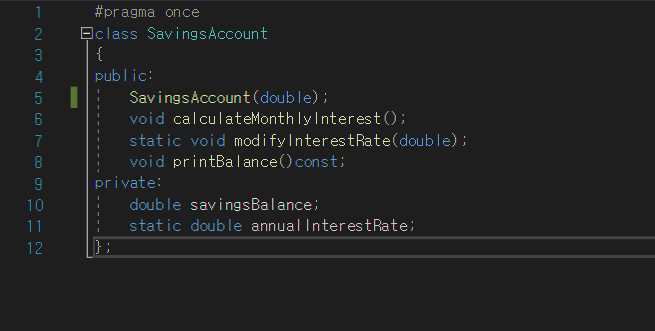 1 #pragma once
2 class SavingsAccount
3 {
4 public:
5 SavingsAccount(double);
6 void calculateMonthlyInterest();
7 static void modifyInterestRate(double);
8 void printBalance()const;
9 private:
10 double savingsBalance;
11 static double annualInterestRate;
12 };